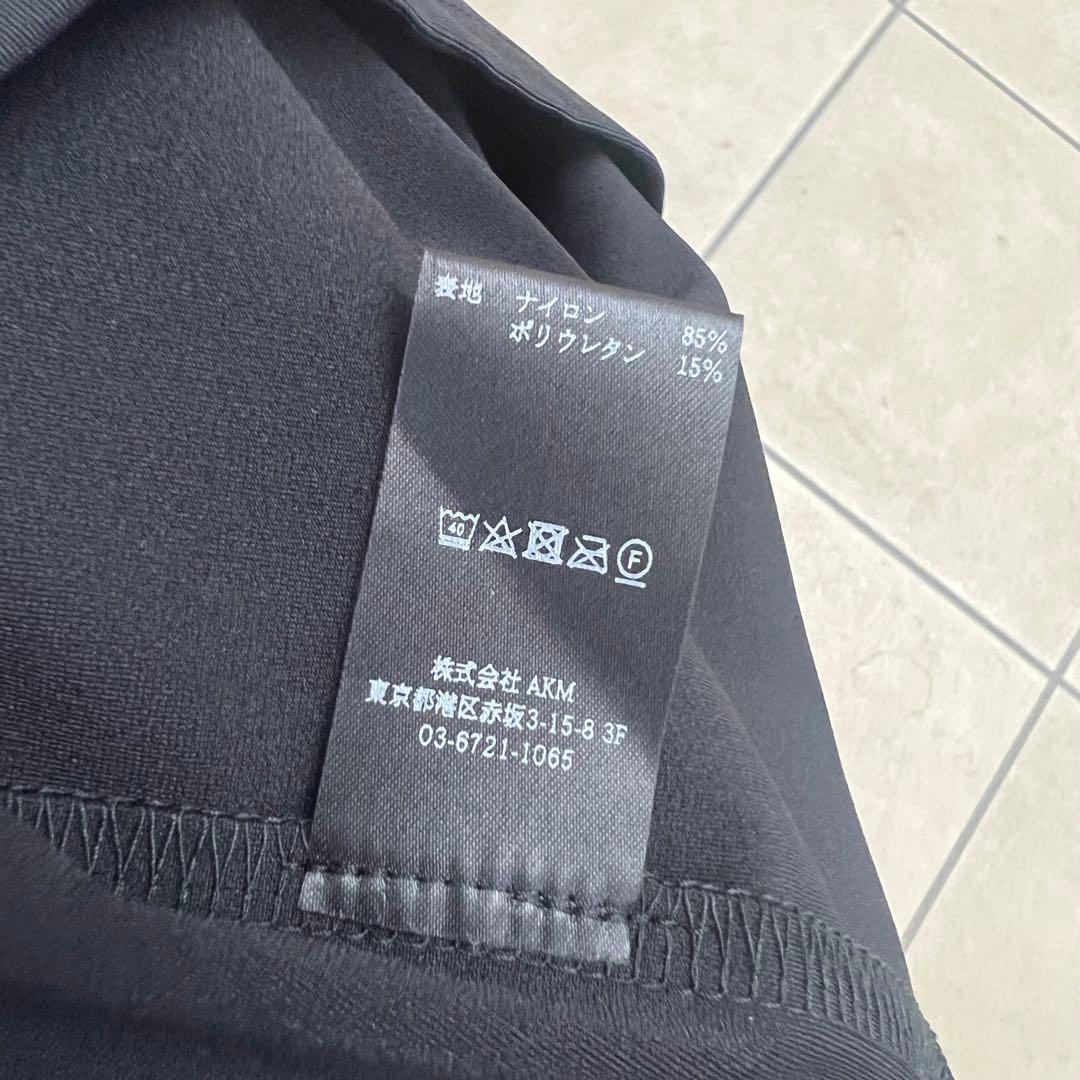 表地 ナイロン 85%
ポリウレタン 15%
40
F
株式会社 AKM
東京都港区赤坂3-15-8 3F
03-6721-1065